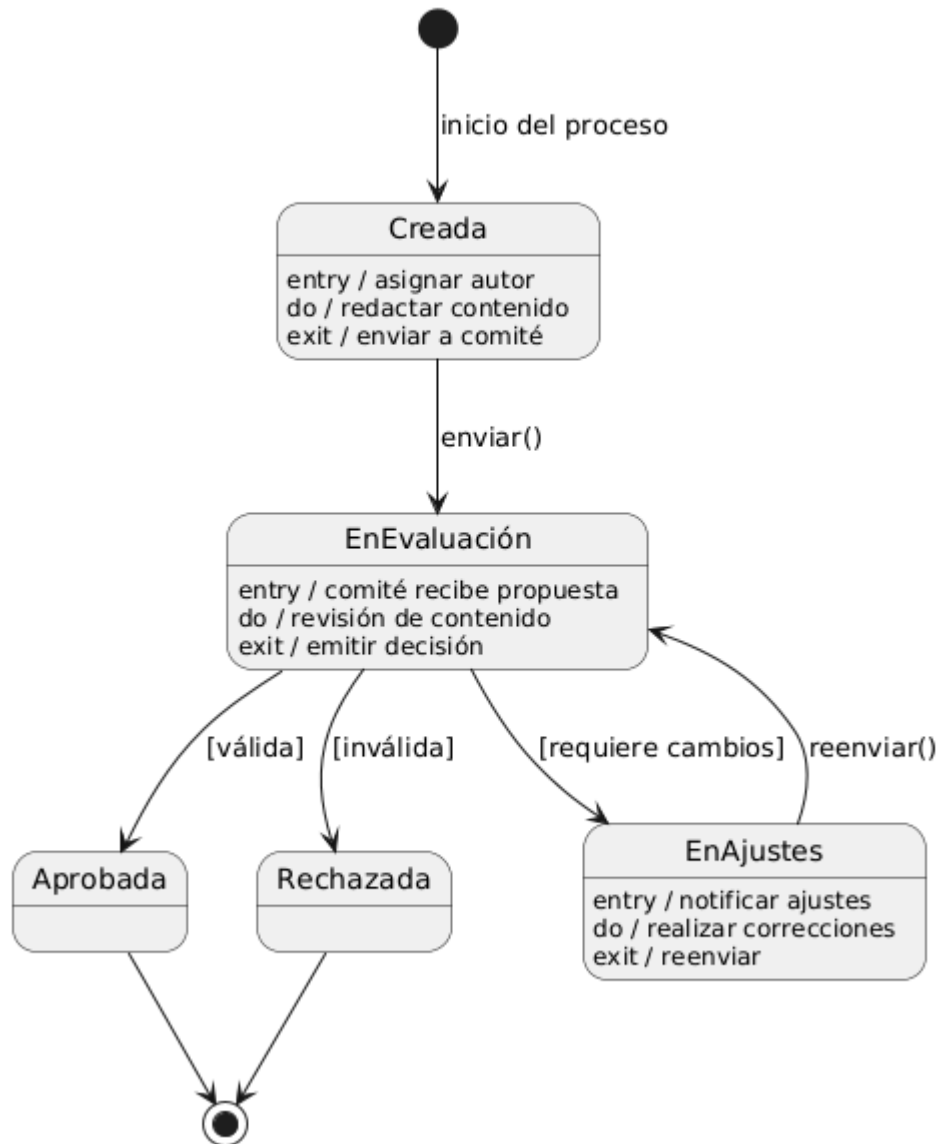 inicio del proceso
Creada
entry / asignar autor
do / redactar contenido
exit / enviar a comité
enviar()
EnEvaluación
entry / comité recibe propuesta
do / revisión de contenido
exit / emitir decisión
[válida]
[inválida]
[requiere cambios]
reenviar()
Aprobada
Rechazada
EnAjustes
entry / notificar ajustes
do / realizar correcciones
exit / reenviar